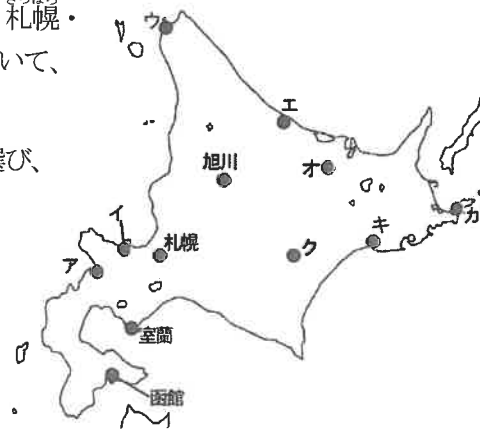 札幌・
いて、
び、
ウ
エ
旭川
オ
カ
イ
札幌
キ
ア
ク
室蘭
函館